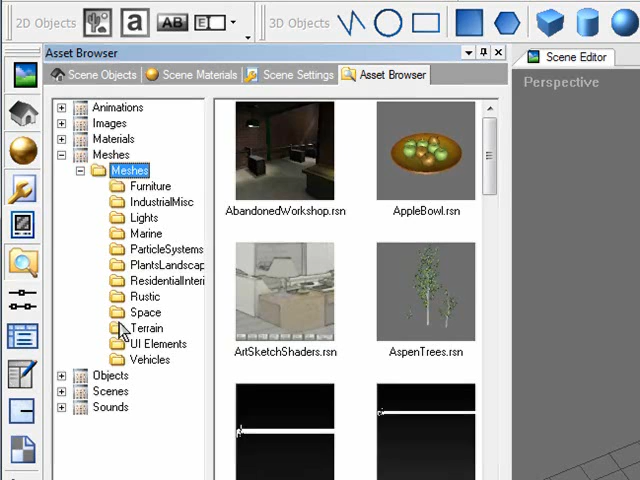 2D Objects a AB 3D Objects
Asset Browser
Scene Objects Scene Materials Scene Settings Asset Browser
Scene Editor
Perspective
Animations
Images
Materials
Meshes
Meshes
Furniture
IndustrialMisc
Lights
Marine
ParticleSystems
PlantsLandscap
ResidentialInteri
Rustic
Space
Terrain
UI Elements
Vehicles
Objects
Scenes
Sounds
AbandonedWorkshop.rsn AppleBowl.rsn
ArtSketchShaders.rsn AspenTrees.rsn